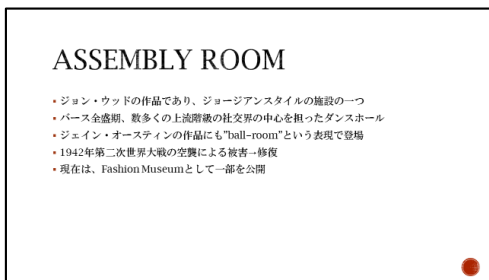 ASSEMBLY ROOM
▪ ジョン・ウッドの作品であり、ジョージアンスタイルの施設の一つ
▪ バース全盛期、数多くの上流階級の社交界の中心を担ったダンスホール
▪ ジェイン・オースティンの作品にも"ball-room"という表現で登場
▪ 1942年第二次世界大戦の空襲による被害→修復
▪ 現在は、Fashion Museumとして一部を公開